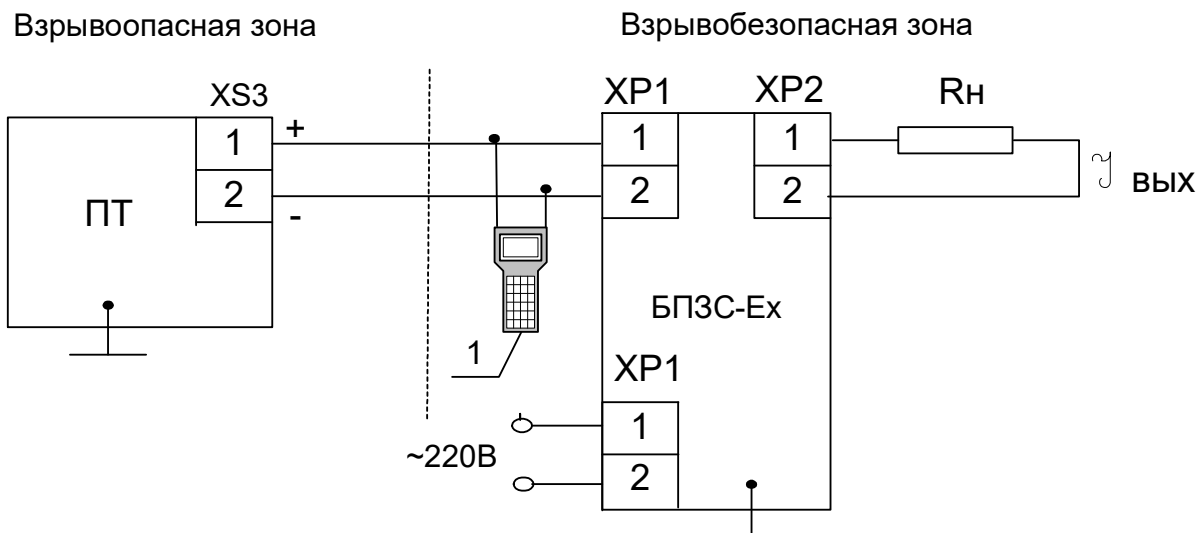 Взрывоопасная зона
Взрывобезопасная зона
XS3
XP1
XP2
Rн
1
+
1
1
2
-
2
2
вых
ПТ
БПЗС-Ех
1
XP1
1
~220В
2